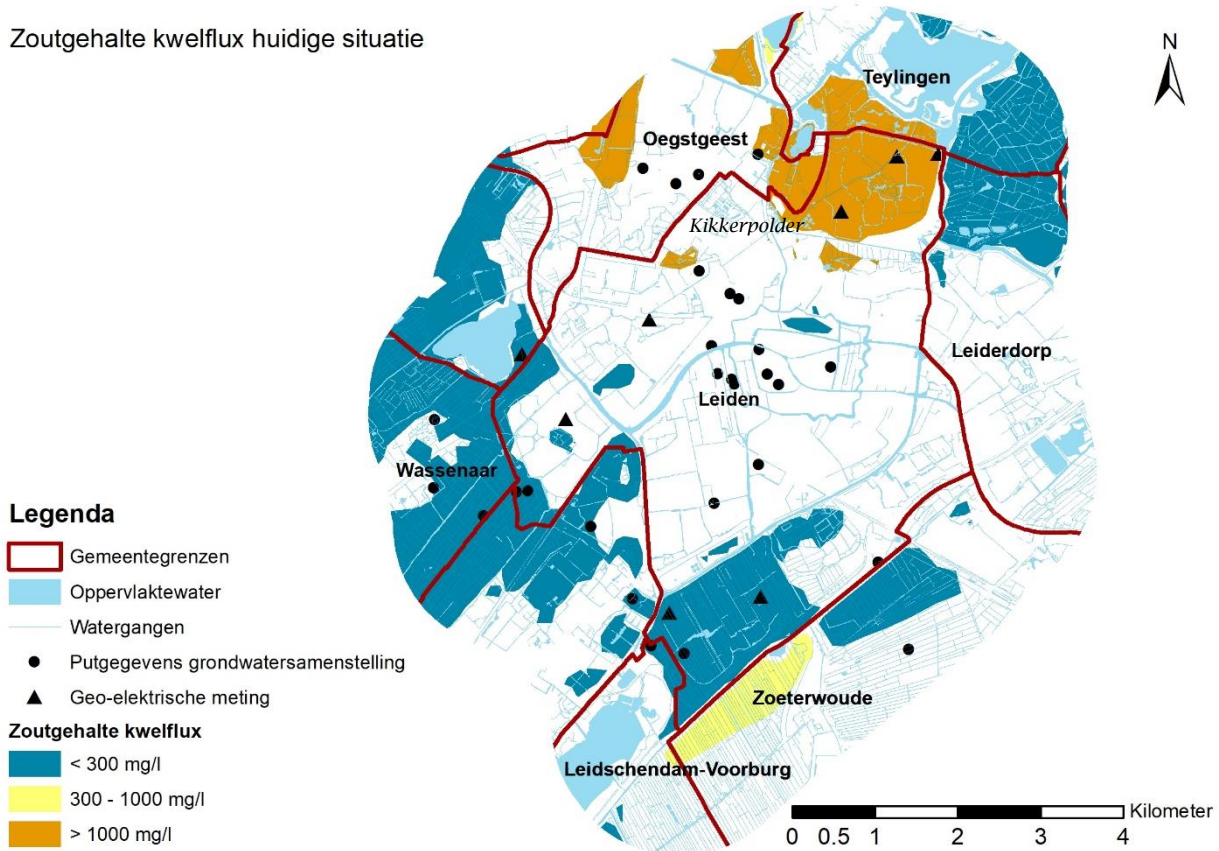 Zoutgehalte kwelflux huidige situatie
N
Teylingen
Oegstgeest
Kikkerpolder
Leiderdorp
Leiden
Wassenaar
Zoeterwoude
Leidschendam-Voorburg
Legenda
Gemeentegrenzen
Oppervlaktewater
Watergangen
Putgegevens grondwatersamenstelling
Geo-elektrische meting
Zoutgehalte kwelflux
< 300 mg/l
300 - 1000 mg/l
> 1000 mg/l
Kilometer
0 0.5 1 2 3 4